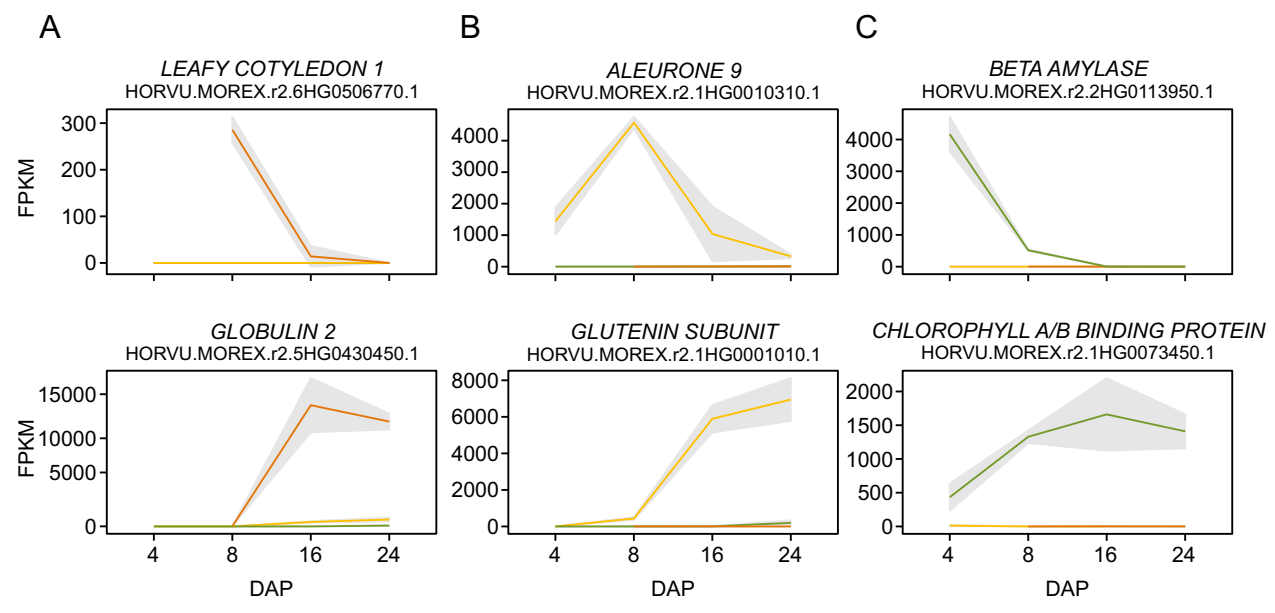 A
B
C
LEAFY COTYLEDON 1
HORVU.MOREX.r2.6HG0506770.1
ALEURONE 9
HORVU.MOREX.r2.1HG0010310.1
BETA AMYLASE
HORVU.MOREX.r2.2HG0113950.1
FPKM
300
200
100
0
4000
3000
2000
1000
0
4000
3000
2000
1000
0
GLOBULIN 2
HORVU.MOREX.r2.5HG0430450.1
GLUTENIN SUBUNIT
HORVU.MOREX.r2.1HG0001010.1
CHLOROPHYLL A/B BINDING PROTEIN
HORVU.MOREX.r2.1HG0073450.1
FPKM
15000
10000
5000
0
8000
6000
4000
2000
0
2000
1500
1000
500
0
4 8 16 24
4 8 16 24
4 8 16 24
DAP
DAP
DAP